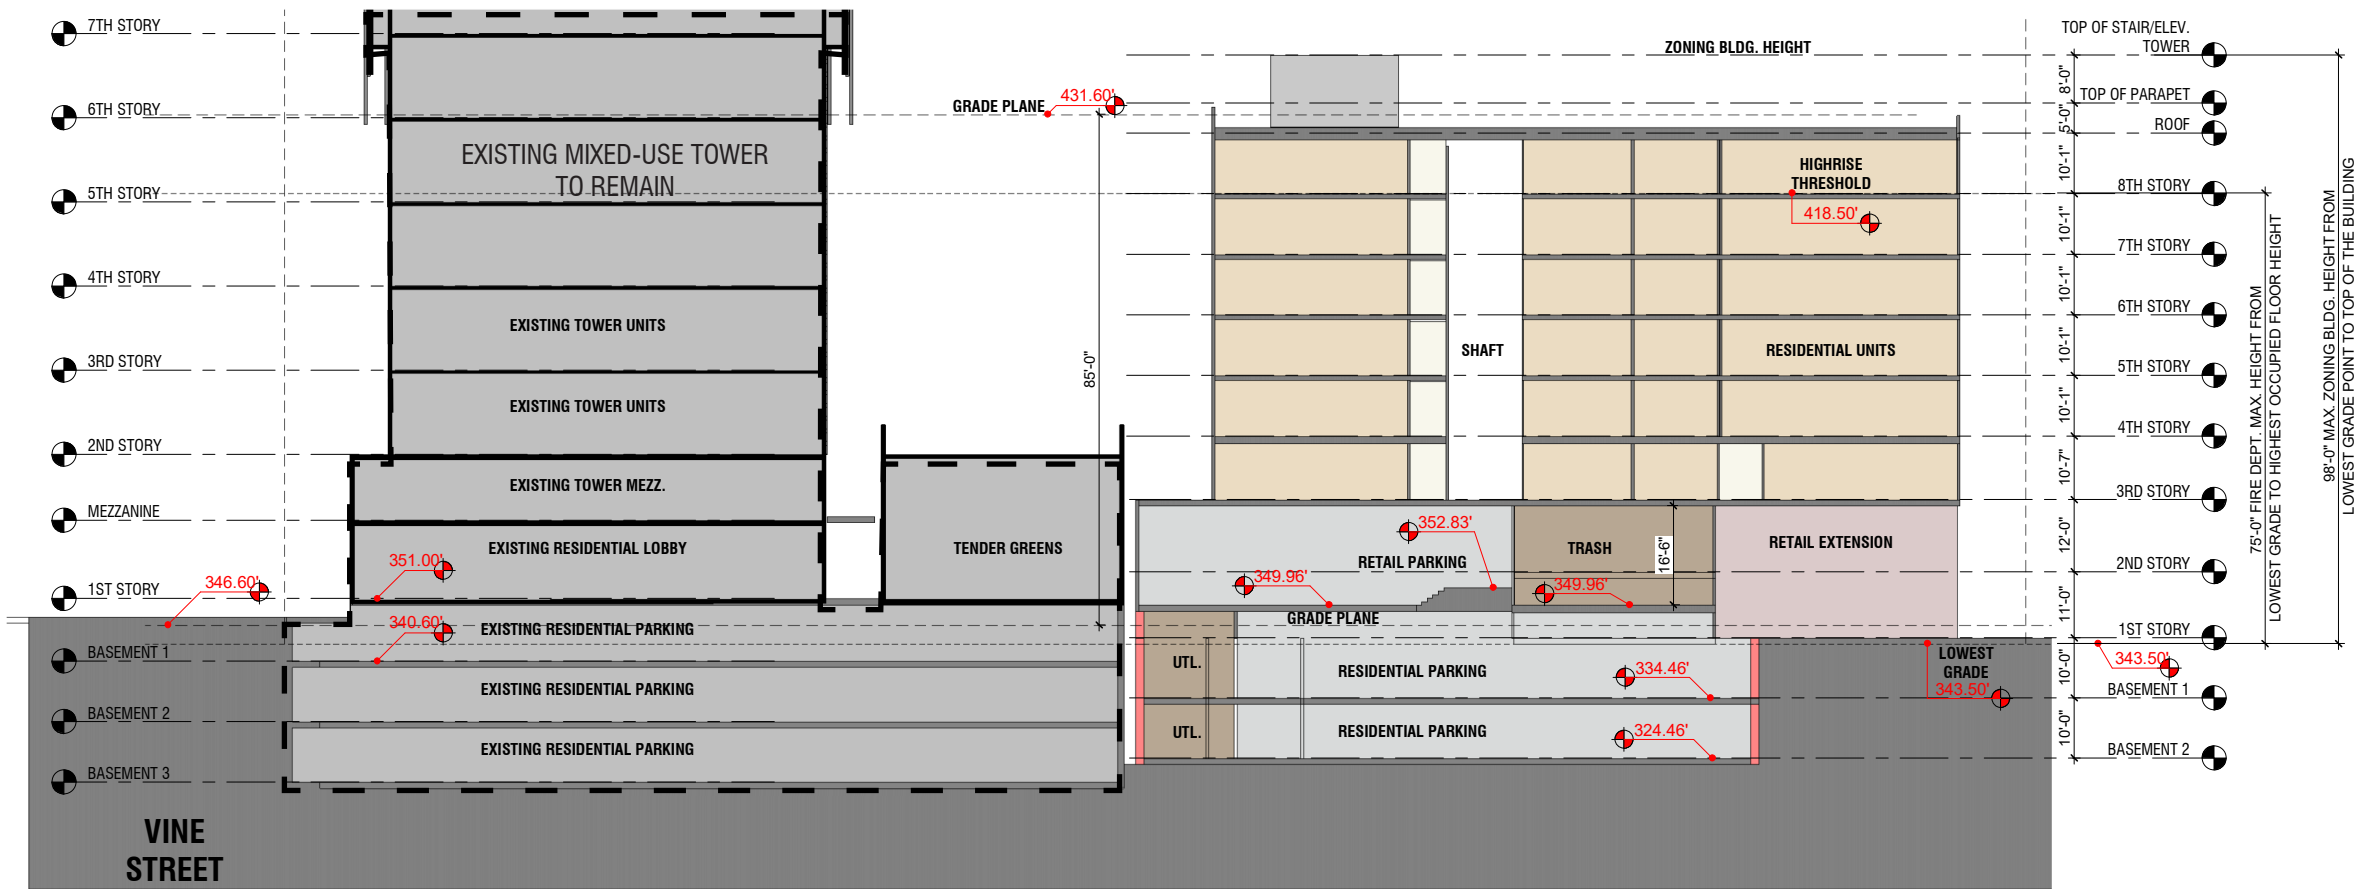 7TH STORY
6TH STORY
5TH STORY
4TH STORY
3RD STORY
2ND STORY
MEZZANINE
1ST STORY
346.60'
BASEMENT 1
BASEMENT 2
BASEMENT 3
VINE
STREET
EXISTING MIXED-USE TOWER
TO REMAIN
EXISTING TOWER UNITS
EXISTING TOWER UNITS
EXISTING TOWER MEZZ.
EXISTING RESIDENTIAL LOBBY
351.00'
340.60'
EXISTING RESIDENTIAL PARKING
EXISTING RESIDENTIAL PARKING
EXISTING RESIDENTIAL PARKING
TENDER GREENS
GRADE PLANE
431.60'
85'-0"
ZONING BLDG. HEIGHT
HIGHRISE
THRESHOLD
418.50'
SHAFT
RESIDENTIAL UNITS
352.83'
RETAIL PARKING
349.96'
TRASH
349.96'
16'-6"
RETAIL EXTENSION
GRADE PLANE
UTL.
RESIDENTIAL PARKING
334.46'
UTL.
RESIDENTIAL PARKING
324.46'
LOWEST
GRADE
343.50'
343.50'
TOP OF STAIR/ELEV.
TOWER
8'-0"
TOP OF PARAPET
5'-0"
ROOF
10'-1"
8TH STORY
10'-1"
7TH STORY
10'-1"
6TH STORY
10'-1"
5TH STORY
10'-1"
4TH STORY
10'-7"
3RD STORY
12'-0"
2ND STORY
11'-0"
1ST STORY
10'-0"
BASEMENT 1
10'-0"
BASEMENT 2
75'-0" FIRE DEPT. MAX. HEIGHT FROM
LOWEST GRADE TO HIGHEST OCCUPIED FLOOR HEIGHT
98'-0" MAX. ZONING BLDG. HEIGHT FROM
LOWEST GRADE POINT TO TOP OF THE BUILDING